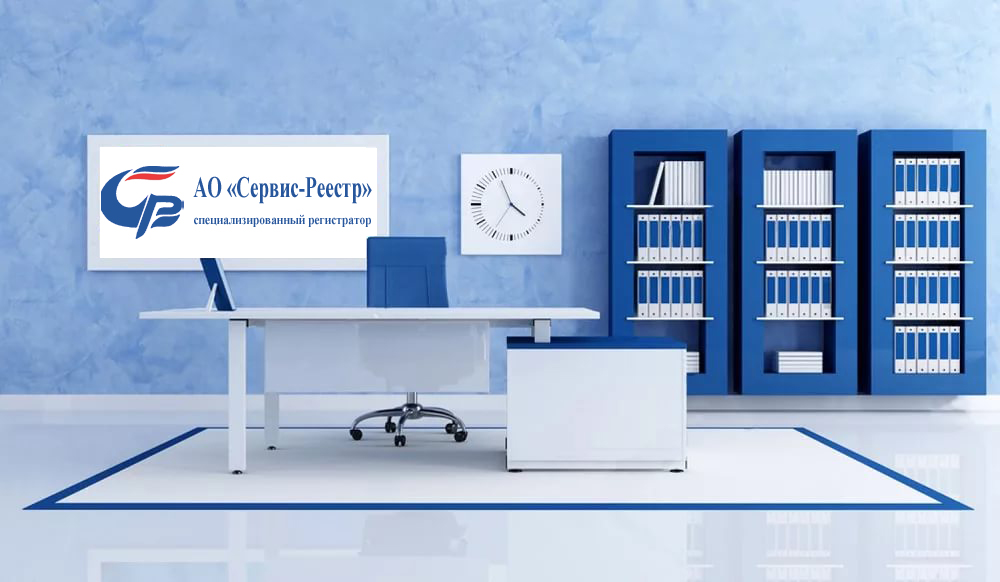 АО «Сервис-Реестр»
специализированный регистратор